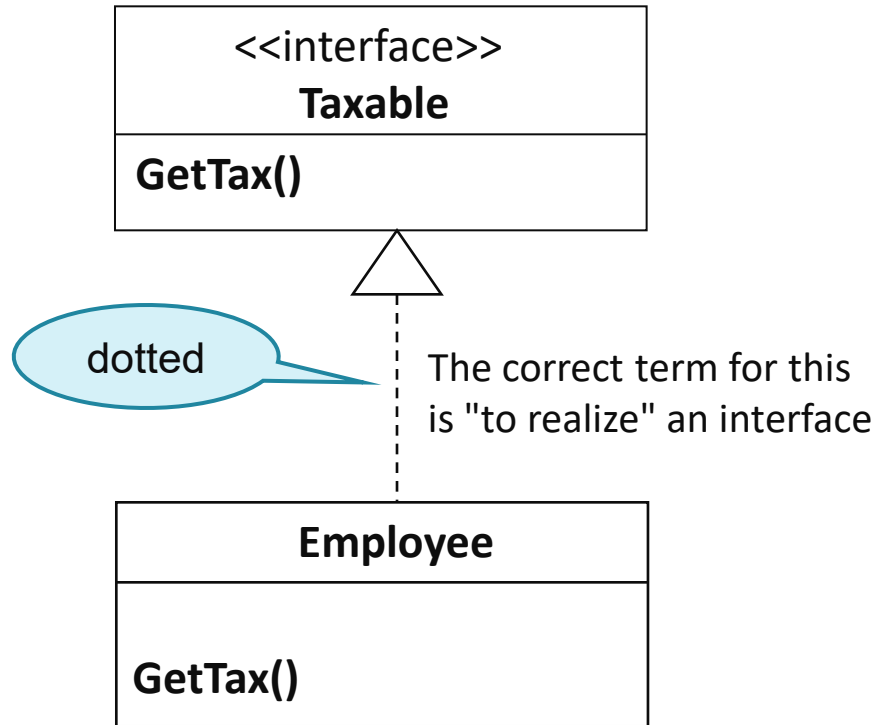 <<interface>>
Taxable
GetTax()
dotted
The correct term for this
is "to realize" an interface
Employee
GetTax()